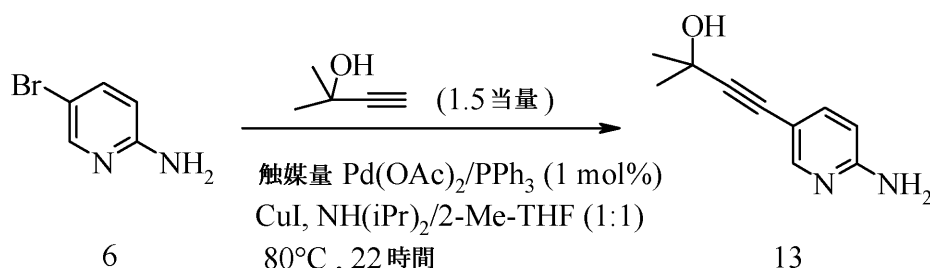 OH
OH
Br
(1.5当量)
N
NH₂
触媒量 Pd(OAc)₂/PPh₃ (1 mol%)
N
NH₂
CuI, NH(iPr)₂/2-Me-THF (1:1)
6
80°C , 22時間
13